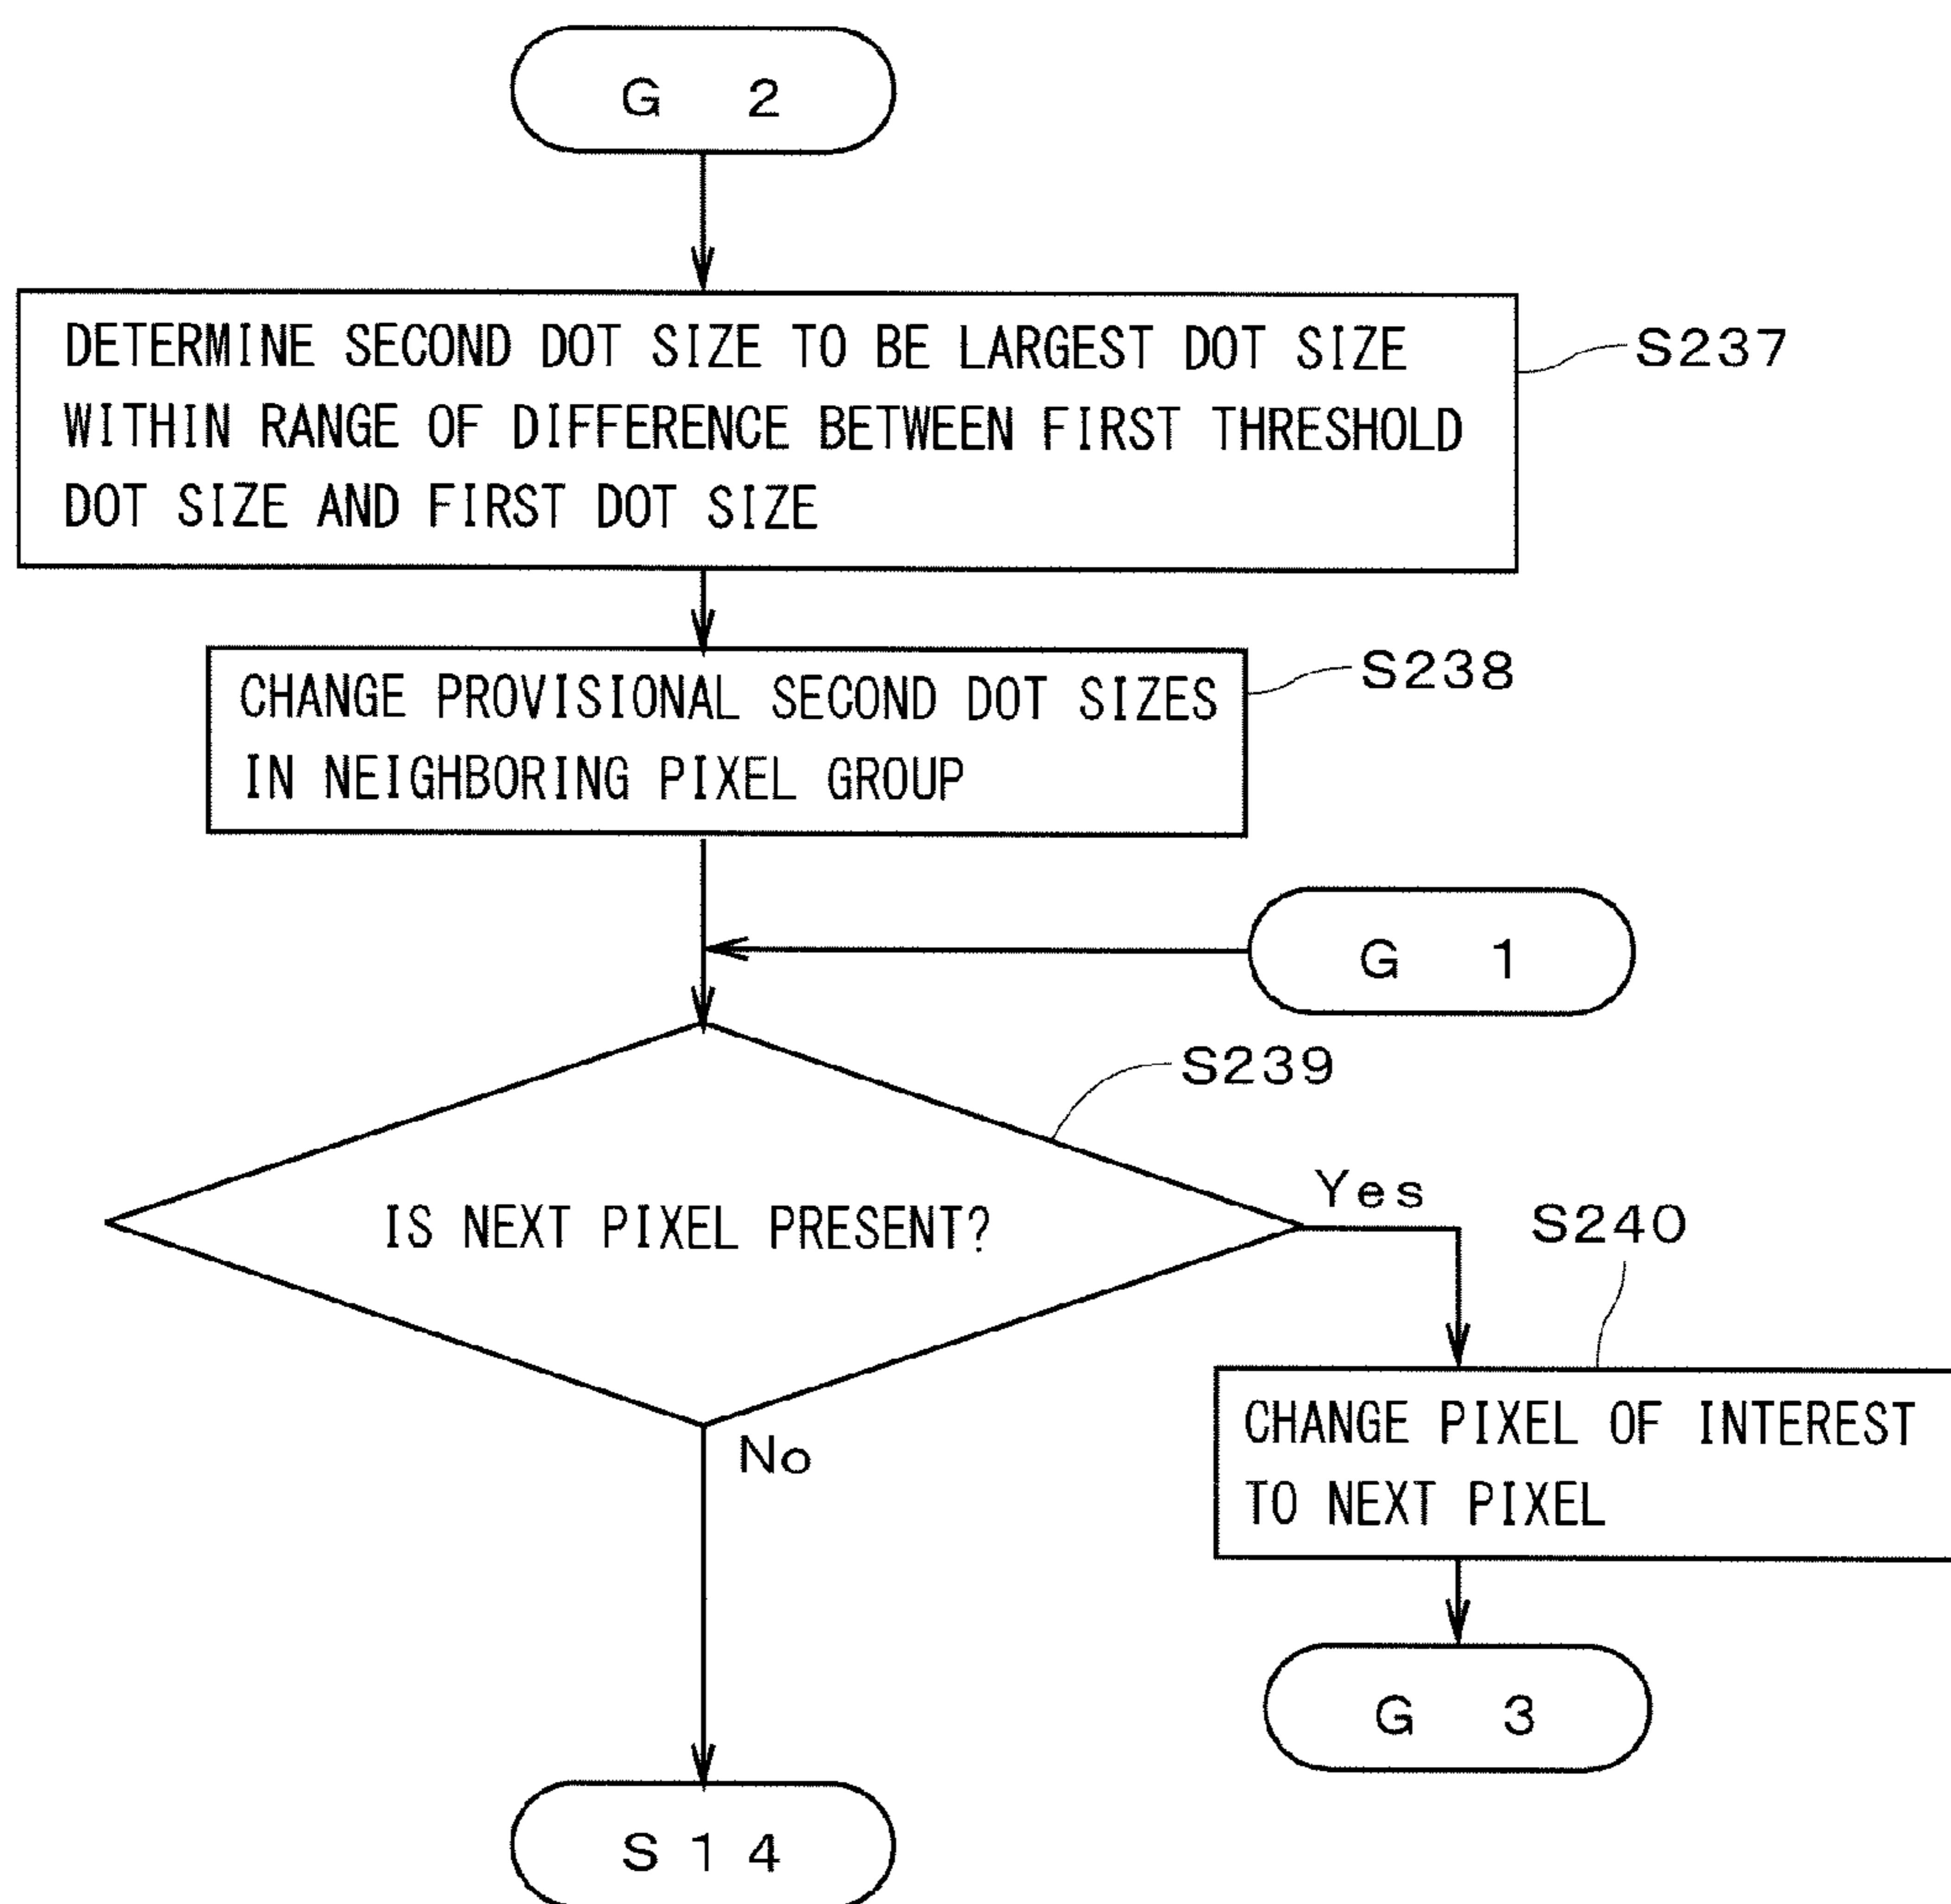 G 2
DETERMINE SECOND DOT SIZE TO BE LARGEST DOT SIZE
WITHIN RANGE OF DIFFERENCE BETWEEN FIRST THRESHOLD
DOT SIZE AND FIRST DOT SIZE
S237
CHANGE PROVISIONAL SECOND DOT SIZES
IN NEIGHBORING PIXEL GROUP
S238
G 1
S239
IS NEXT PIXEL PRESENT?
Yes
S240
No
CHANGE PIXEL OF INTEREST
TO NEXT PIXEL
G 3
S14